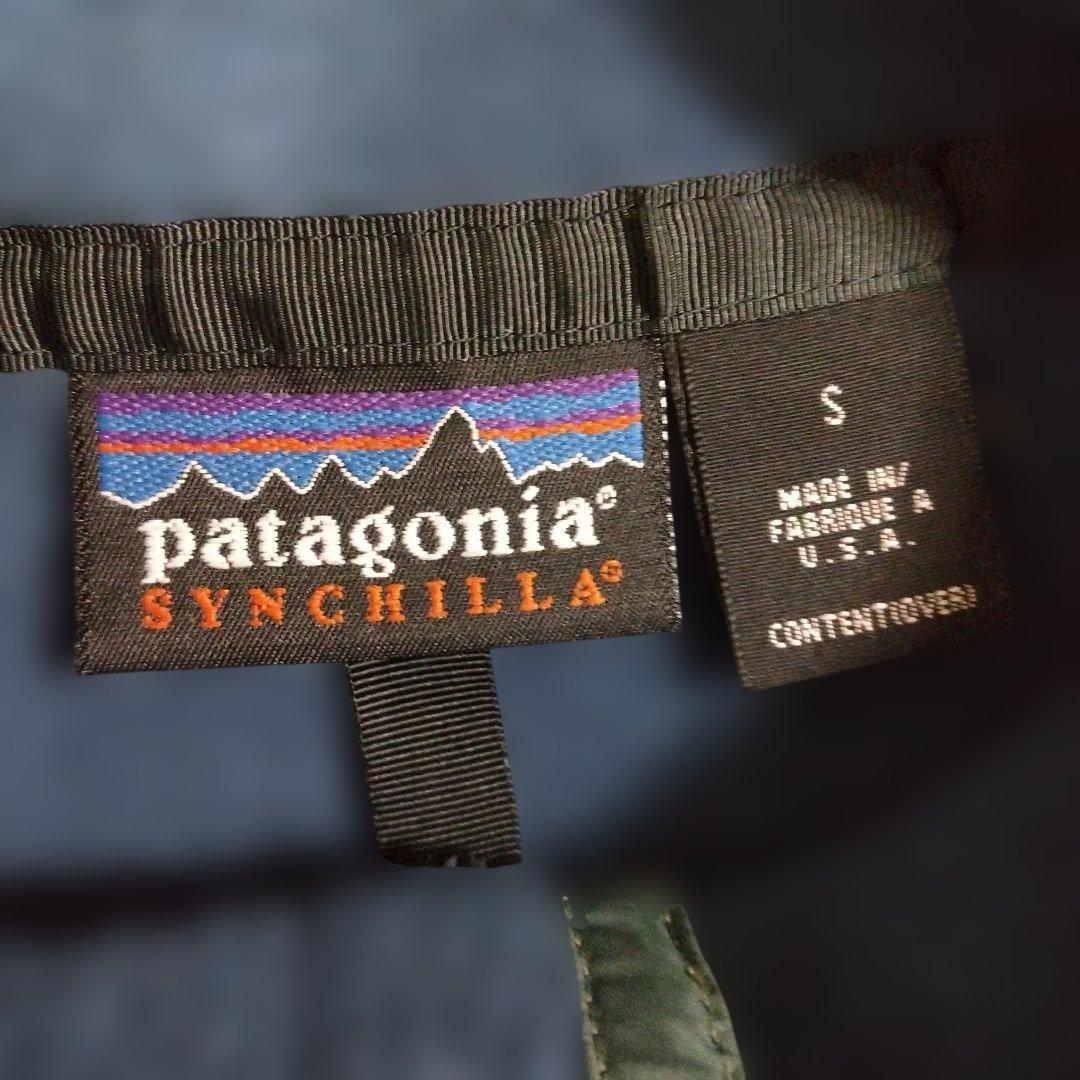 patagonia®
SYNCHILLA®
S
MADE IN/
FABRIQUE A
U.S.A.
CONTENT(OVER)